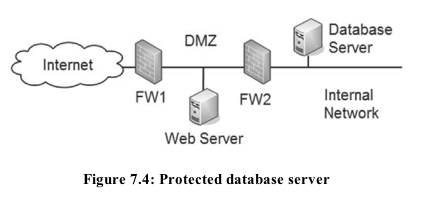 DMZ
Database
Server
Internet
FW1
FW2
Internal
Network
Web Server
Figure 7.4: Protected database server